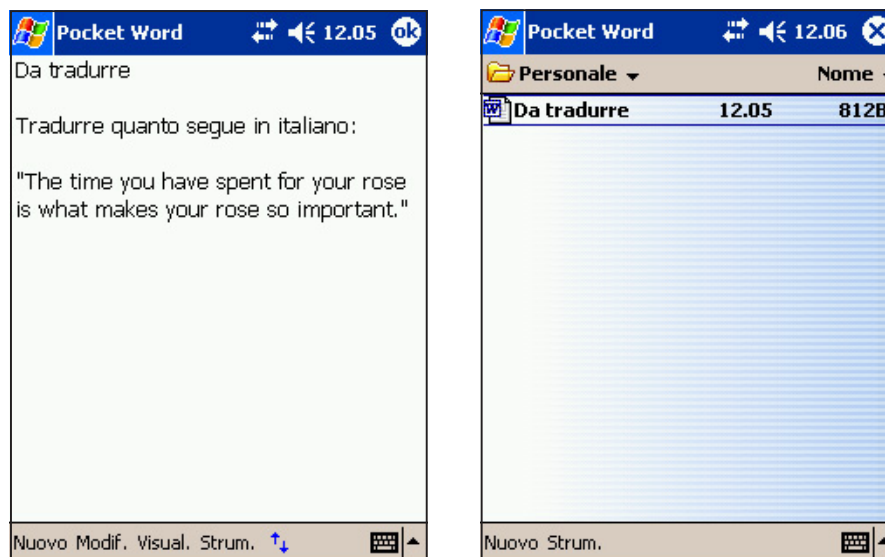 Pocket Word 12.05 ok
Da tradurre
Tradurre quanto segue in italiano:
"The time you have spent for your rose
is what makes your rose so important."
Nuovo Modif. Visual. Strum.
Pocket Word 12.06
Personale Nome
Da tradurre 12.05 812B
Nuovo Strum.